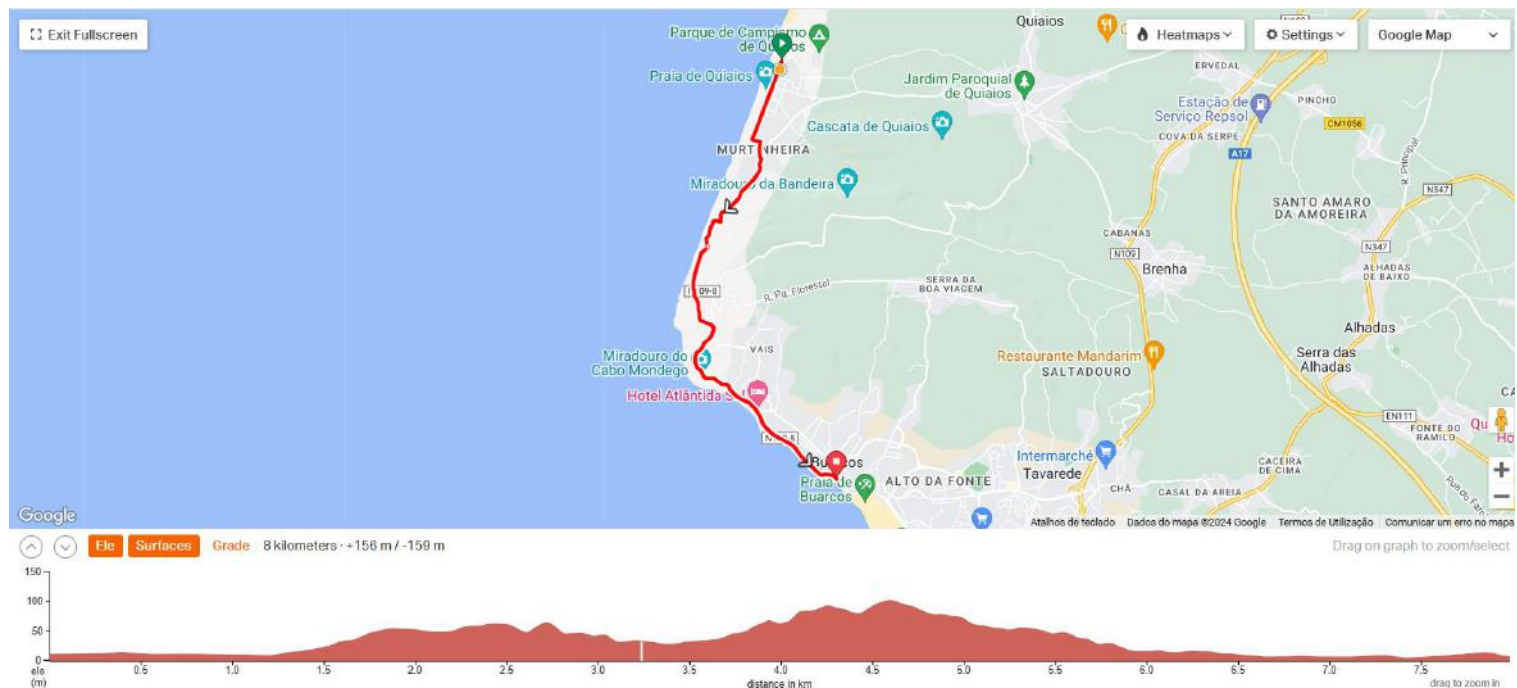 Exit Fullscreen
Heatmaps
Settings
Google Map
Parque de Campismo
de Quiaios
Praia de Quiaios
MURTINHEIRA
Quiaios
Jardim Paroquial
de Quiaios
Cascata de Quiaios
Miradouro da Bandeira
ERVEDAL
PINCHO
Estação de
Serviço Repsol
CM1056
COVA DA SERPE
A17
R. Principal
N347
SANTO AMARO
DA AMOREIRA
CABANAS
N109
Brenha
N347
ALHADAS
DE BAIXO
SERRA DA
BOA VIAGEM
R. Pq. Florestal
09-8
VAIS
Miradouro do
Cabo Mondego
Hotel Atlântida S
Restaurante Mandarim
SALTADOURO
Alhadas
Serra das
Alhadas
CA
EN111
Qu
Ho
FONTE DO
RAMILO
Buarcos
Praia de
Buarcos
ALTO DA FONTE
Intermarché
Tavarede
CHÃ
CACEIRA
DE CIMA
CASAL DA AREIA
Google
Atalhos de teclado
Dados do mapa ©2024 Google
Termos de Utilização
Comunicar um erro no mapa
Ele
Surfaces
Grade
8 kilometers · +156 m / -159 m
Drag on graph to zoom/select
150
100
50
0
ele
(m)
0.5 1.0 1.5 2.0 2.5 3.0 3.5 4.0 4.5 5.0 5.5 6.0 6.5 7.0 7.5
distance in km
drag to zoom in